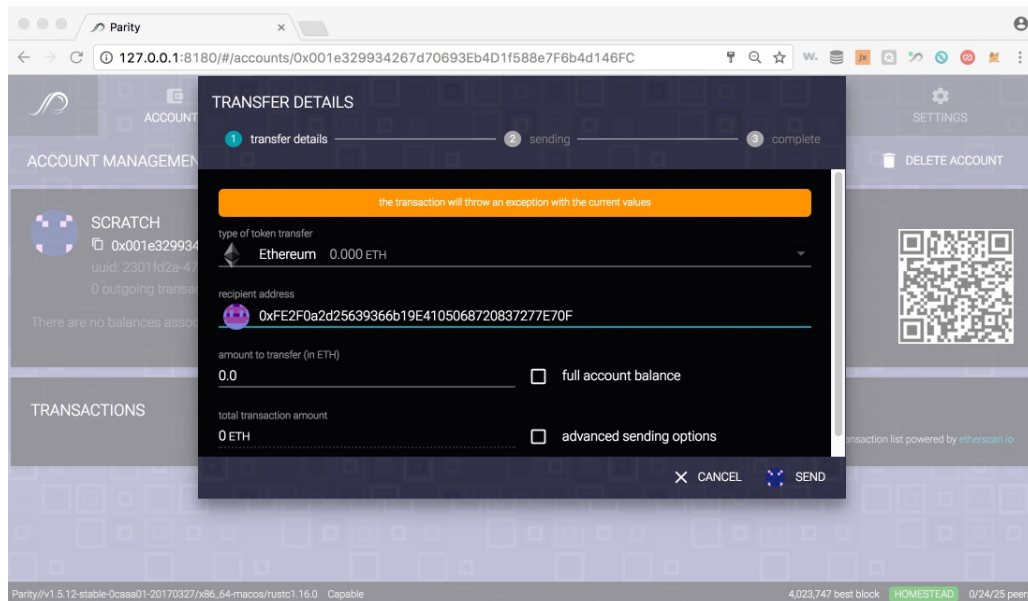 Parity
127.0.0.1:8180/#/accounts/0x001e329934267d70693Eb4D1f588e7F6b4d146FC
W.
JX
ACCOUNT
SETTINGS
TRANSFER DETAILS
1 transfer details
2 sending
3 complete
ACCOUNT MANAGEMEN
DELETE ACCOUNT
the transaction will throw an exception with the current values
SCRATCH
0x001e329934
uuid: 2301fd2a-47
0 outgoing transac
There are no balances assoc
type of token transfer
Ethereum 0.000 ETH
recipient address
0xFE2F0a2d25639366b19E4105068720837277E70F
amount to transfer (in ETH)
0.0
full account balance
total transaction amount
0 ETH
advanced sending options
TRANSACTIONS
ansaction list powered by etherscan.io
CANCEL
SEND
Parity//v1.5.12-stable-0caaa01-20170327/x86_64-macos/rustc1.16.0 Capable
4,023,747 best block HOMESTEAD 0/24/25 peer